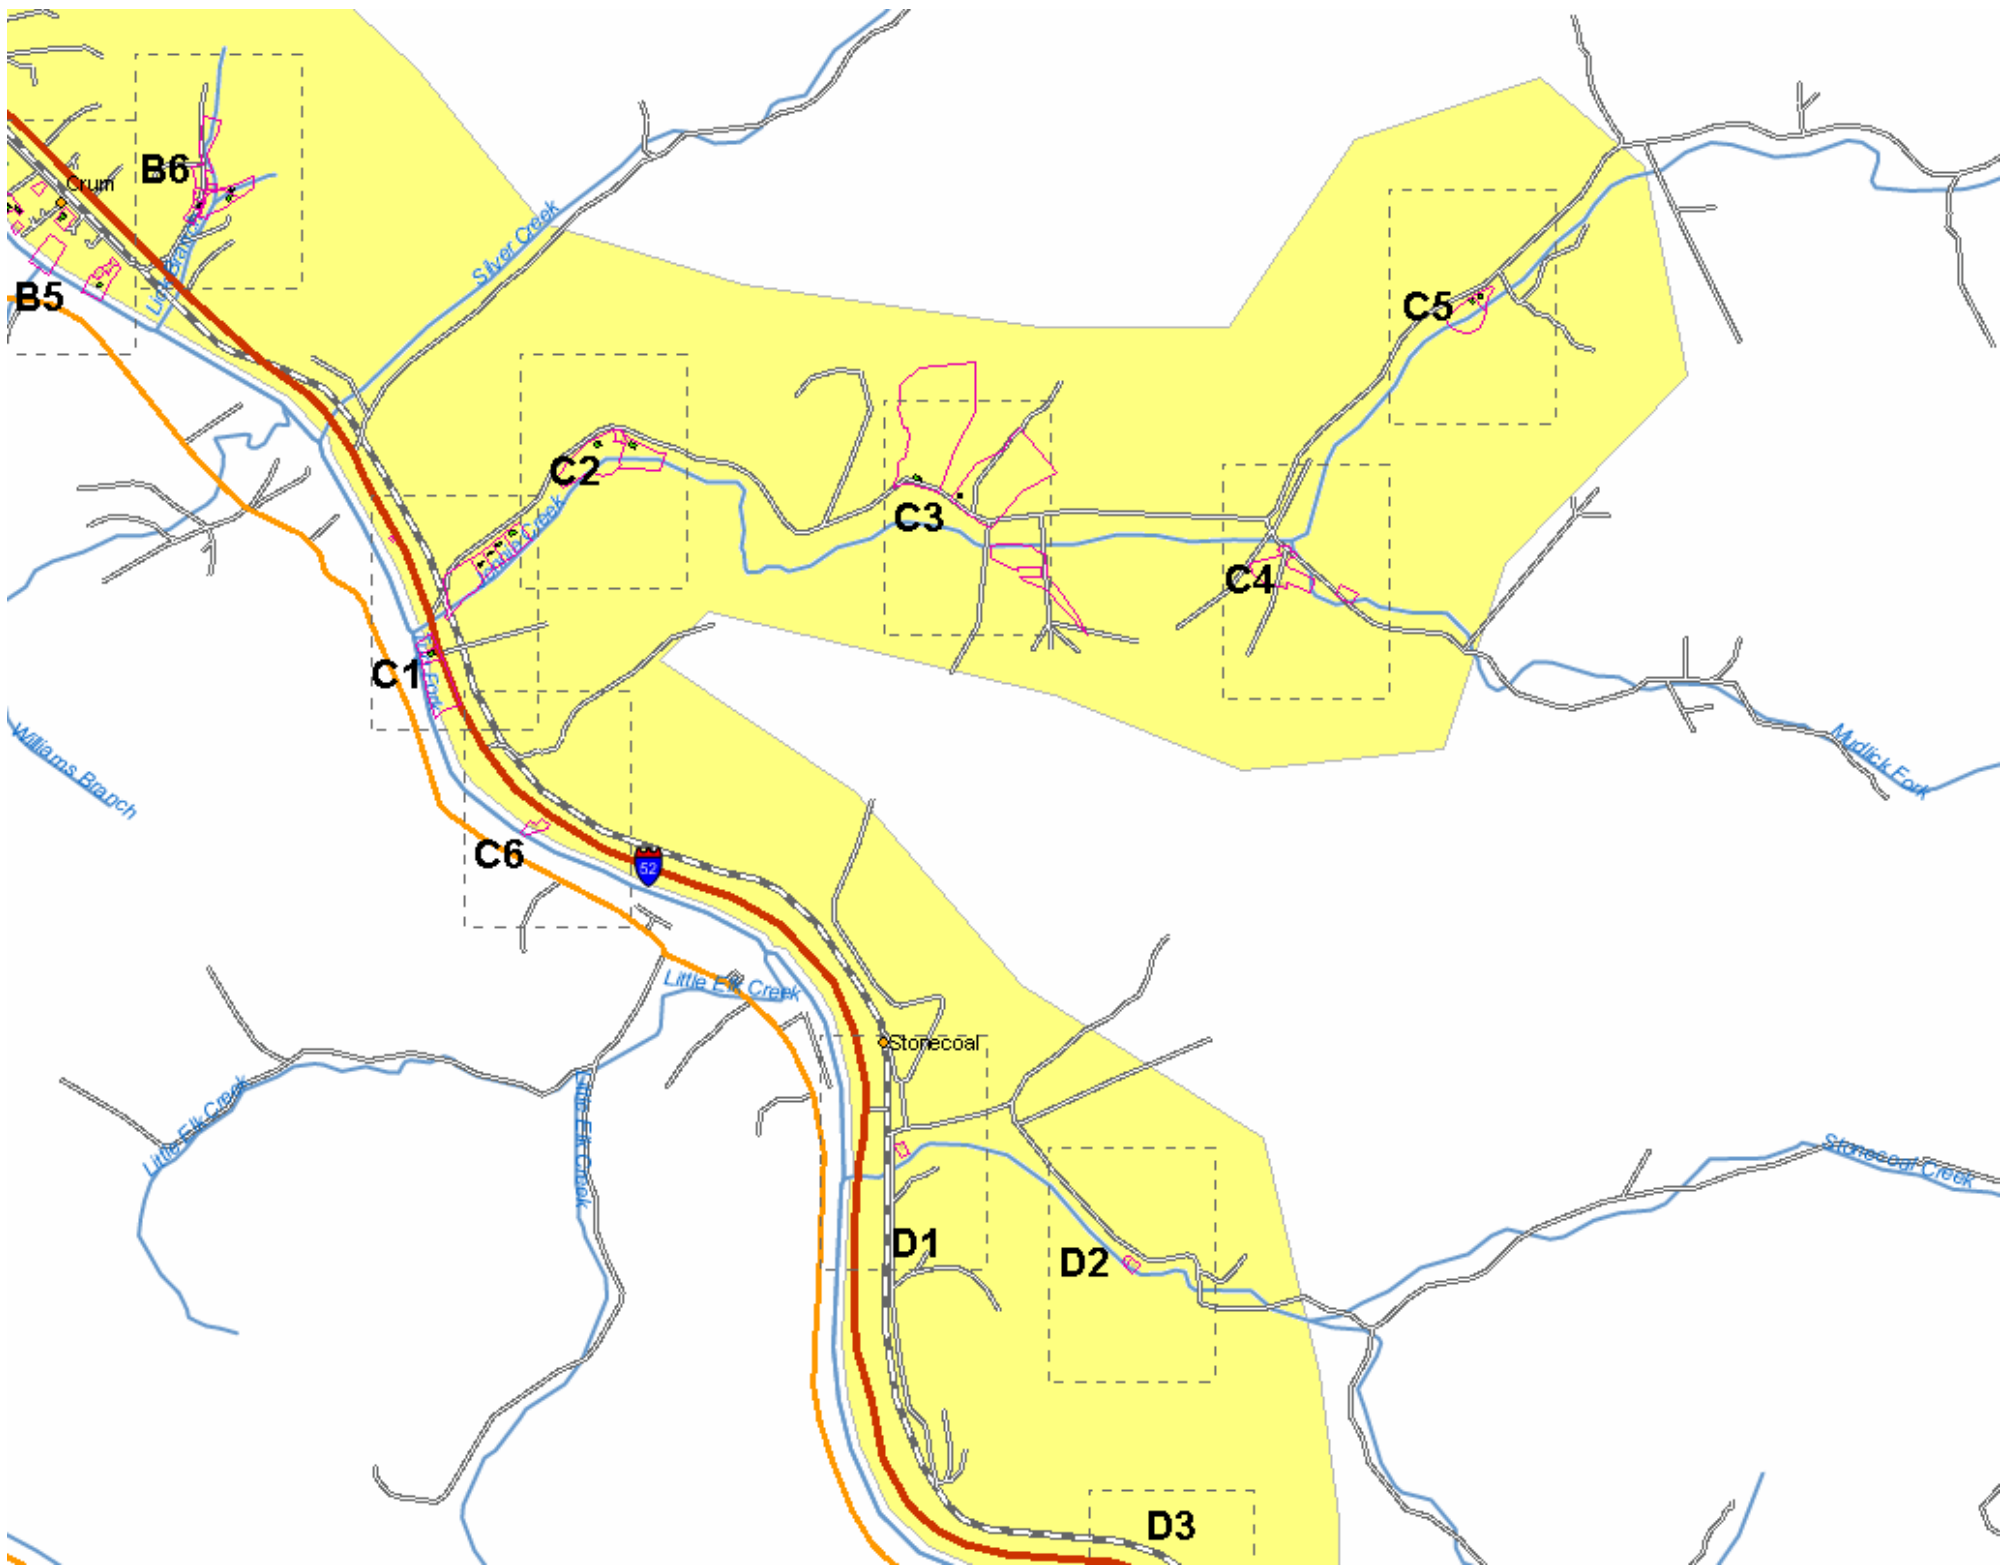 B6
Crum
Silver Creek
B5
C5
C2
C3
C4
C1
Fork
Williams Branch
Mudlick Fork
C6
52
Little Elk Creek
Stonecoal
Little Elk Creek
Little Elk Creek
Stonecoal Creek
D1
D2
D3